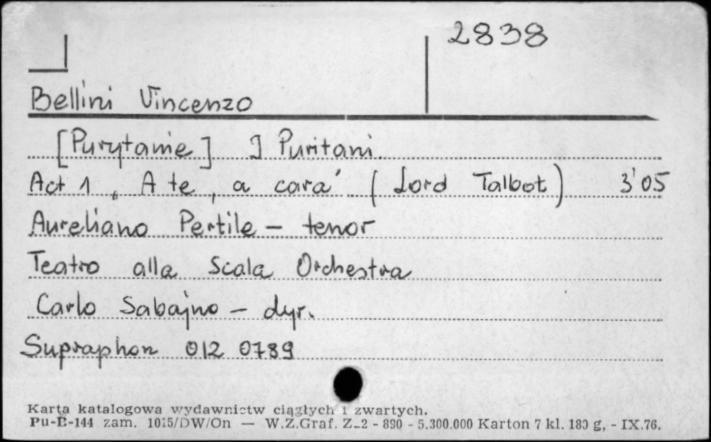 2838
Bellini Vincenzo
[Purytanie] I Puritani
Act 1 „A te, a cara" (Lord Talbot) 3'05
Aureliano Pertile - tenor
Teatro alla Scala Orchestra
Carlo Sabajno - dyr.
Supraphon 012 0789
Karta katalogowa wydawnictw ciągłych i zwartych.
Pu-K-144 zam. 1015/DW/On — W.Z.Graf. Z-2 - 890 - 5.300.000 Karton 7 kl. 180 g, - IX.76.